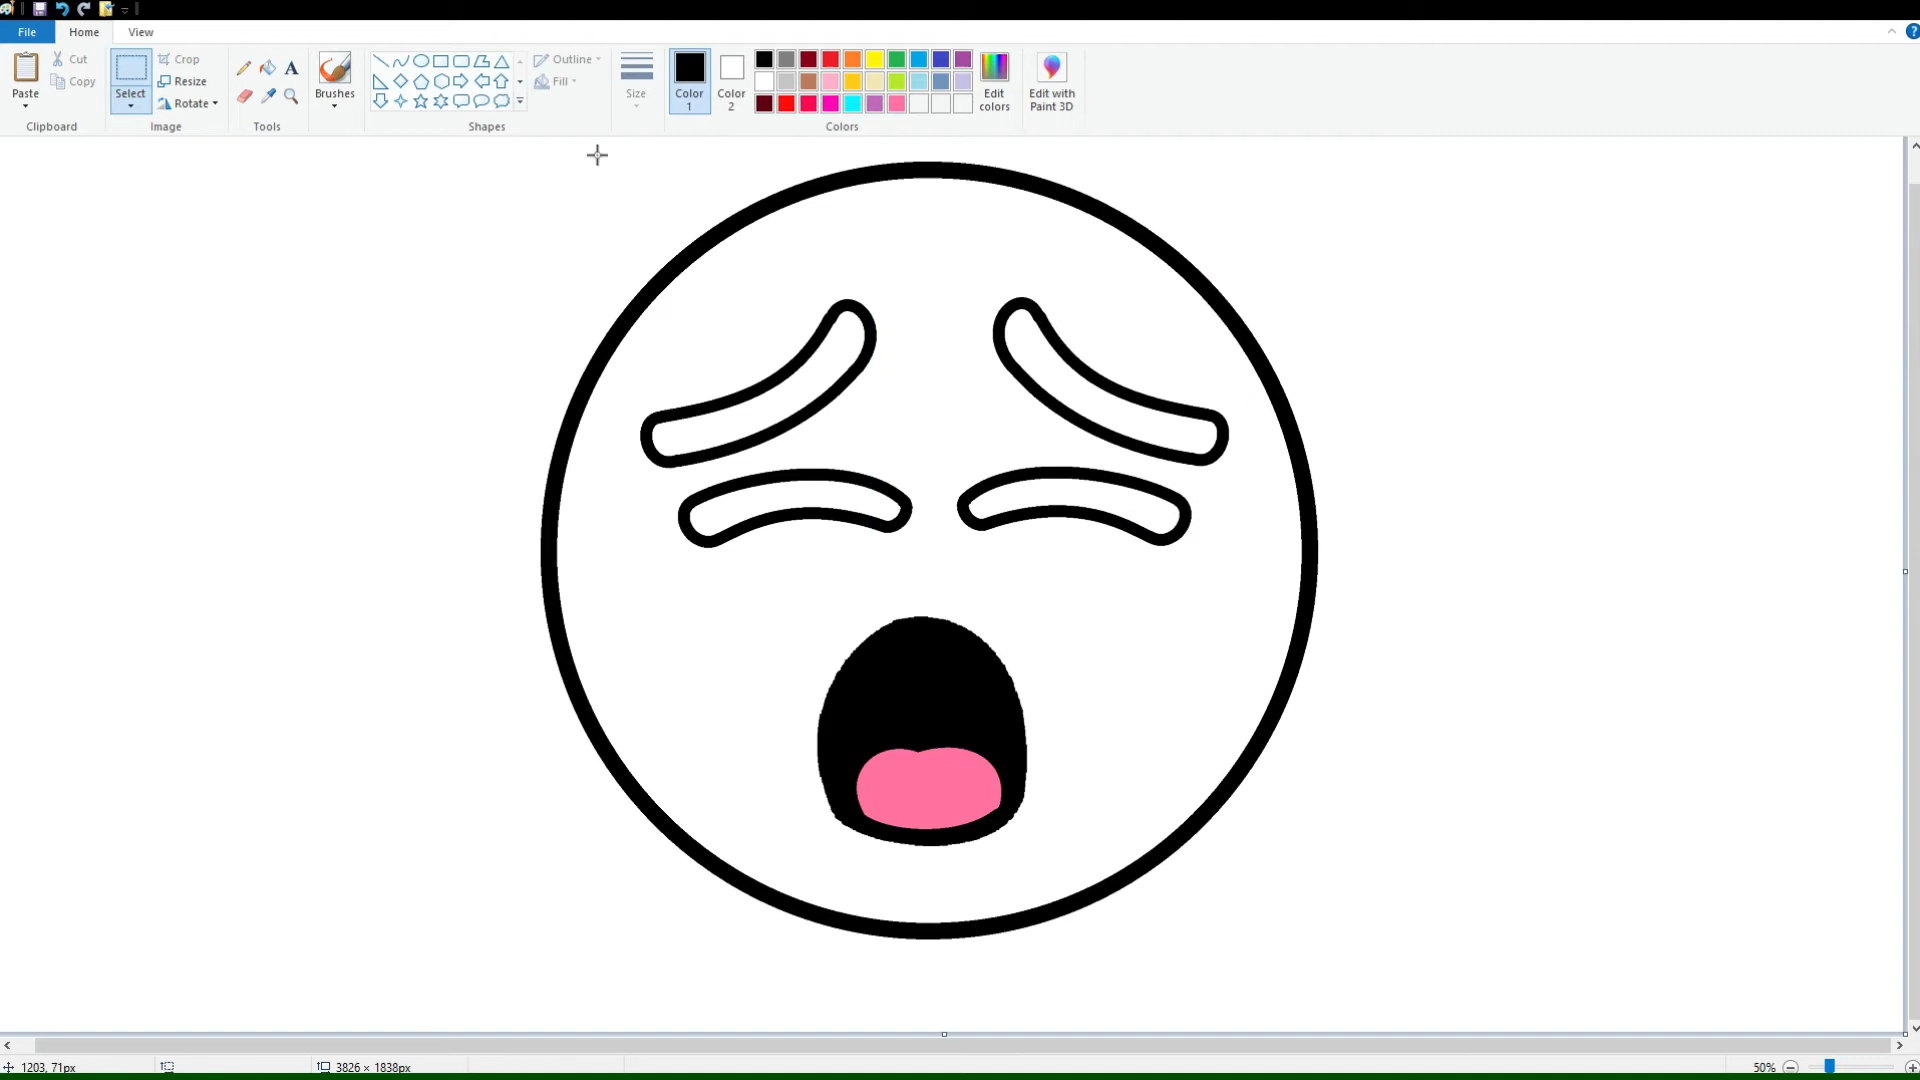 File Home View
Paste Cut Copy Clipboard
Select Crop Resize Rotate Image
A Tools
Brushes
Outline Fill Shapes
Size
Color 1 Color 2 Edit colors Colors
Edit with Paint 3D
1203, 71px 3826 × 1838px 50%